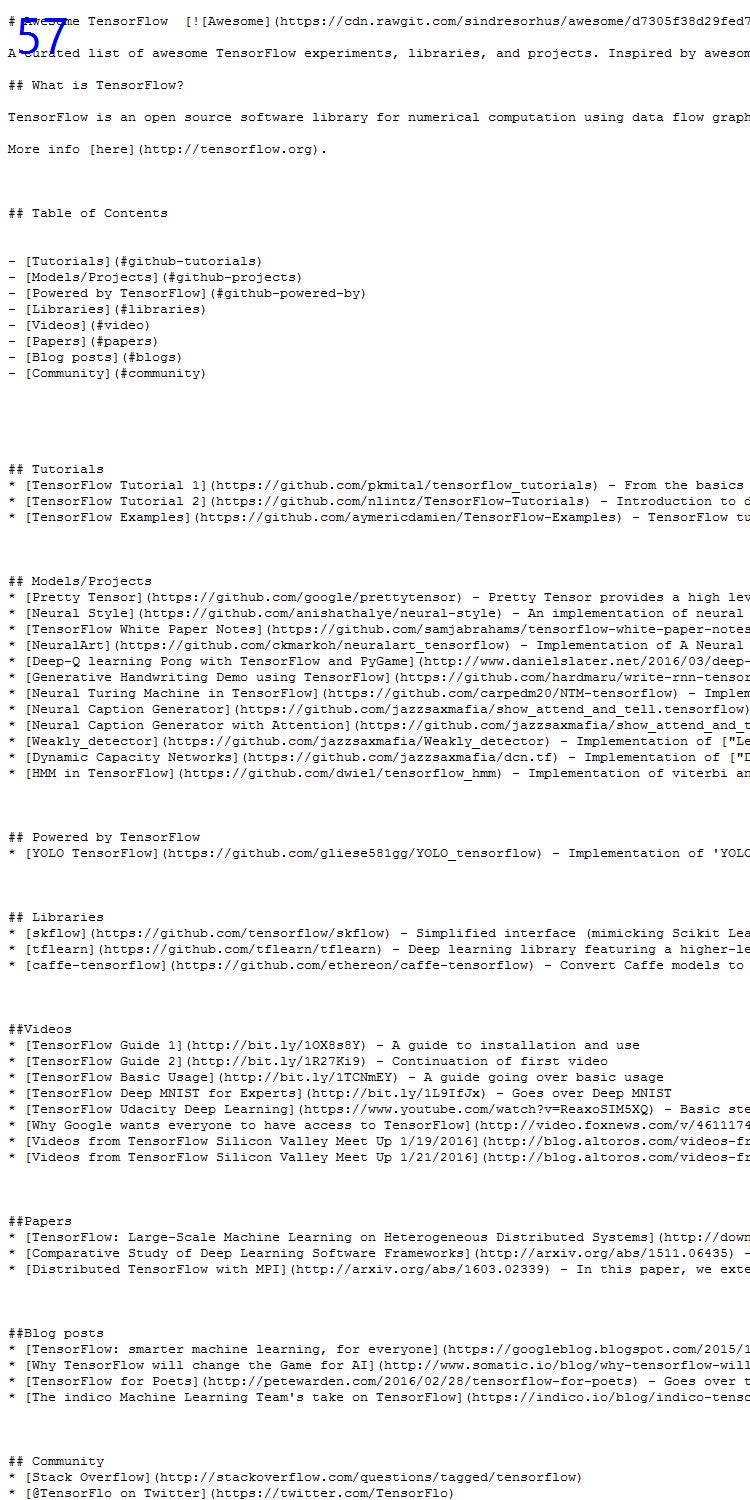 57
# Awesome TensorFlow  [![Awesome](https://cdn.rawgit.com/sindresorhus/awesome/d7305f38d29fed7
A curated list of awesome TensorFlow experiments, libraries, and projects. Inspired by awesom
## What is TensorFlow?
TensorFlow is an open source software library for numerical computation using data flow graph
More info [here](http://tensorflow.org).
## Table of Contents
- [Tutorials](#github-tutorials)
- [Models/Projects](#github-projects)
- [Powered by TensorFlow](#github-powered-by)
- [Libraries](#libraries)
- [Videos](#video)
- [Papers](#papers)
- [Blog posts](#blogs)
- [Community](#community)
## Tutorials
* [TensorFlow Tutorial 1](https://github.com/pkmital/tensorflow_tutorials) - From the basics
* [TensorFlow Tutorial 2](https://github.com/nlintz/TensorFlow-Tutorials) - Introduction to d
* [TensorFlow Examples](https://github.com/aymericdamien/TensorFlow-Examples) - TensorFlow tu
## Models/Projects
* [Pretty Tensor](https://github.com/google/prettytensor) - Pretty Tensor provides a high lev
* [Neural Style](https://github.com/anishathalye/neural-style) - An implementation of neural
* [TensorFlow White Paper Notes](https://github.com/samjabrahams/tensorflow-white-paper-notes
* [NeuralArt](https://github.com/ckmarkoh/neuralart_tensorflow) - Implementation of A Neural
* [Deep-Q learning Pong with TensorFlow and PyGame](http://www.danielslater.net/2016/03/deep-
* [Generative Handwriting Demo using TensorFlow](https://github.com/hardmaru/write-rnn-tensor
* [Neural Turing Machine in TensorFlow](https://github.com/carpedm20/NTM-tensorflow) - Implem
* [Neural Caption Generator](https://github.com/jazzsaxmafia/show_attend_and_tell.tensorflow)
* [Neural Caption Generator with Attention](https://github.com/jazzsaxmafia/show_attend_and_t
* [Weakly_detector](https://github.com/jazzsaxmafia/Weakly_detector) - Implementation of ["Le
* [Dynamic Capacity Networks](https://github.com/jazzsaxmafia/dcn.tf) - Implementation of ["D
* [HMM in TensorFlow](https://github.com/dwiel/tensorflow_hmm) - Implementation of viterbi an
## Powered by TensorFlow
* [YOLO TensorFlow](https://github.com/gliese581gg/YOLO_tensorflow) - Implementation of 'YOLO
## Libraries
* [skflow](https://github.com/tensorflow/skflow) - Simplified interface (mimicking Scikit Lea
* [tflearn](https://github.com/tflearn/tflearn) - Deep learning library featuring a higher-le
* [caffe-tensorflow](https://github.com/ethereon/caffe-tensorflow) - Convert Caffe models to
##Videos
* [TensorFlow Guide 1](http://bit.ly/1OX8s8Y) - A guide to installation and use
* [TensorFlow Guide 2](http://bit.ly/1R27Ki9) - Continuation of first video
* [TensorFlow Basic Usage](http://bit.ly/1TCNmEY) - A guide going over basic usage
* [TensorFlow Deep MNIST for Experts](http://bit.ly/1L9IfJx) - Goes over Deep MNIST
* [TensorFlow Udacity Deep Learning](https://www.youtube.com/watch?v=ReaxoSIM5XQ) - Basic ste
* [Why Google wants everyone to have access to TensorFlow](http://video.foxnews.com/v/4611174
* [Videos from TensorFlow Silicon Valley Meet Up 1/19/2016](http://blog.altoros.com/videos-fr
* [Videos from TensorFlow Silicon Valley Meet Up 1/21/2016](http://blog.altoros.com/videos-fr
##Papers
* [TensorFlow: Large-Scale Machine Learning on Heterogeneous Distributed Systems](http://down
* [Comparative Study of Deep Learning Software Frameworks](http://arxiv.org/abs/1511.06435) -
* [Distributed TensorFlow with MPI](http://arxiv.org/abs/1603.02339) - In this paper, we exte
##Blog posts
* [TensorFlow: smarter machine learning, for everyone](https://googleblog.blogspot.com/2015/1
* [Why TensorFlow will change the Game for AI](http://www.somatic.io/blog/why-tensorflow-will
* [TensorFlow for Poets](http://petewarden.com/2016/02/28/tensorflow-for-poets) - Goes over t
* [The indico Machine Learning Team's take on TensorFlow](https://indico.io/blog/indico-tenso
## Community
* [Stack Overflow](http://stackoverflow.com/questions/tagged/tensorflow)
* [@TensorFlo on Twitter](https://twitter.com/TensorFlo)